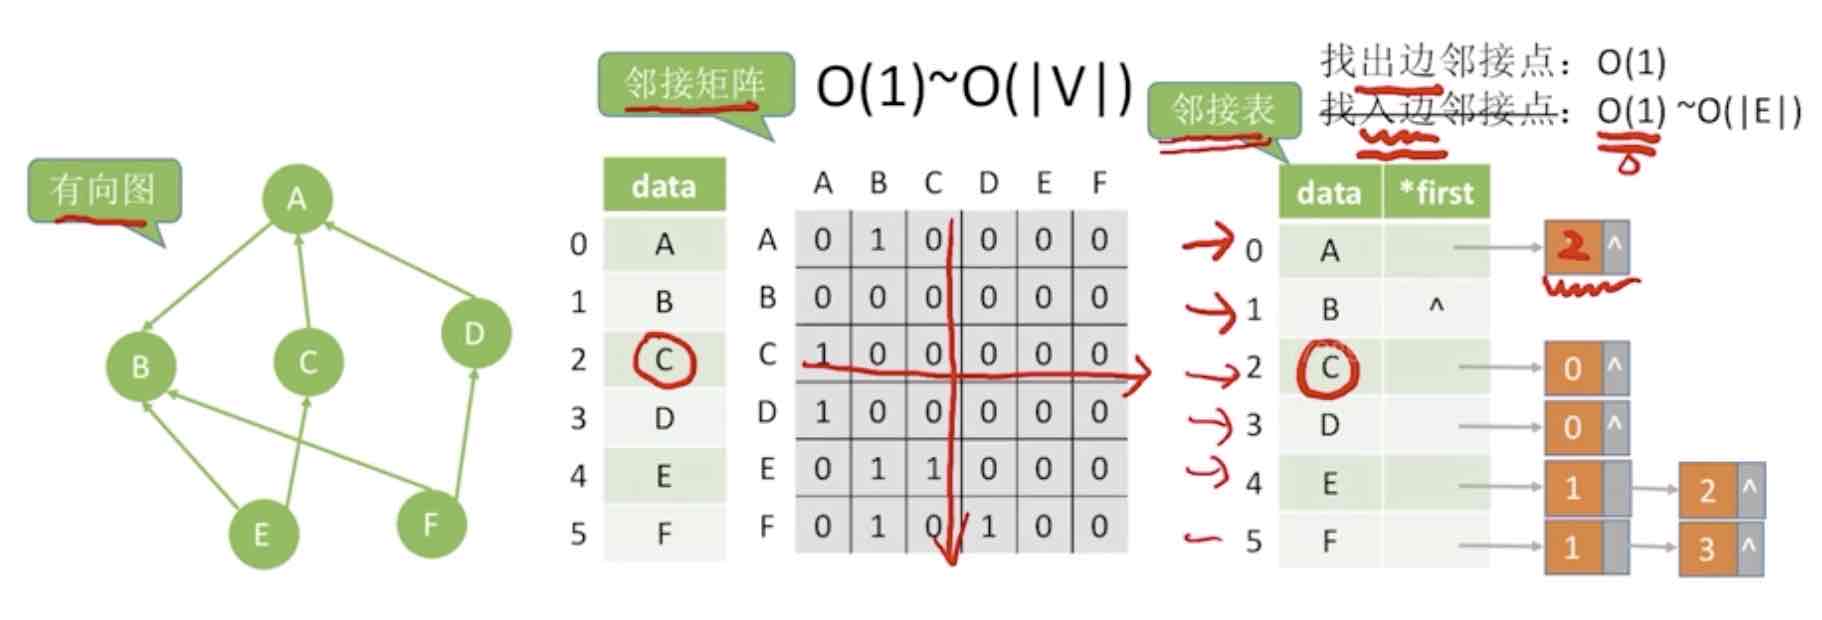 邻接矩阵
O(1)~O(|V|)
找出边邻接点：O(1)
找入边邻接点：O(1) ~O(|E|)
邻接表
有向图
A
B
C
D
E
F
data
0 A
1 B
2 C
3 D
4 E
5 F
A B C D E F
A 0 1 0 0 0 0
B 0 0 0 0 0 0
C 1 0 0 0 0 0
D 1 0 0 0 0 0
E 0 1 1 0 0 0
F 0 1 0 1 0 0
data *first
0 A 2 ^
1 B ^
2 C 0 ^
3 D 0 ^
4 E 1 2 ^
5 F 1 3 ^